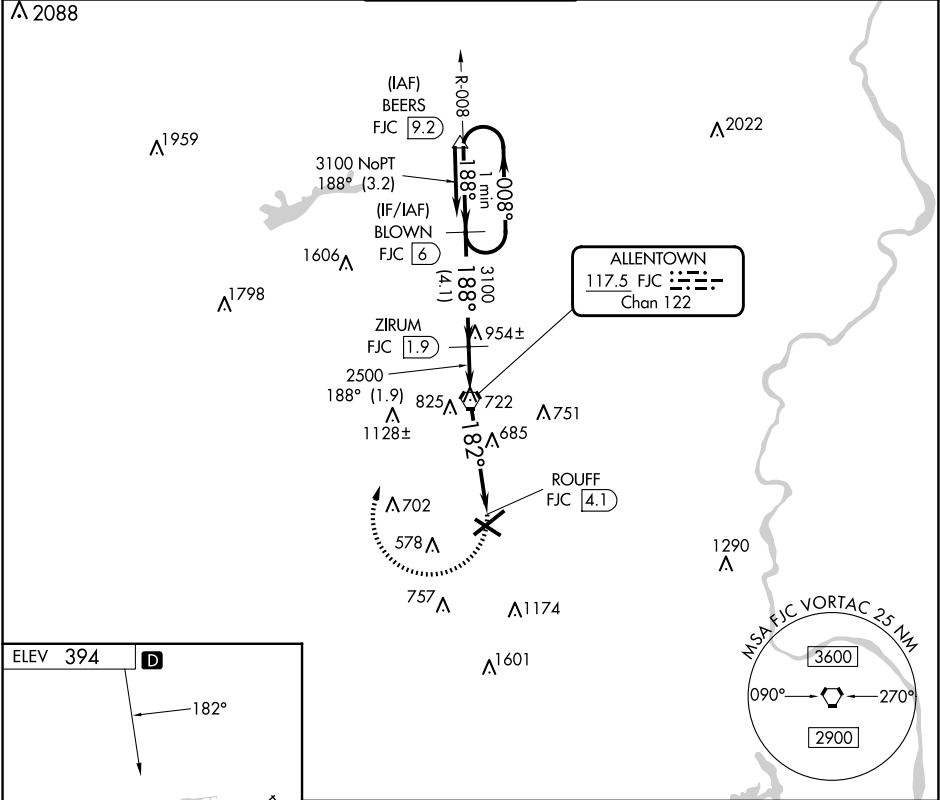 2088
(IAF)
BEERS
FJC 9.2
R-008
1959
2022
3100 NoPT
188° (3.2)
188°
1 min
008°
(IF/IAF)
BLOWN
FJC 6
1606
3100
188°
(4.1)
ALLENTOWN
117.5 FJC
Chan 122
1798
ZIRUM
FJC 1.9
954±
2500
188° (1.9)
825
722
751
1128±
685
182°
ROUFF
FJC 4.1
702
578
1290
757
1174
1601
MSA FJC VORTAC 25 NM
3600
090°
270°
2900
ELEV 394 D
182°